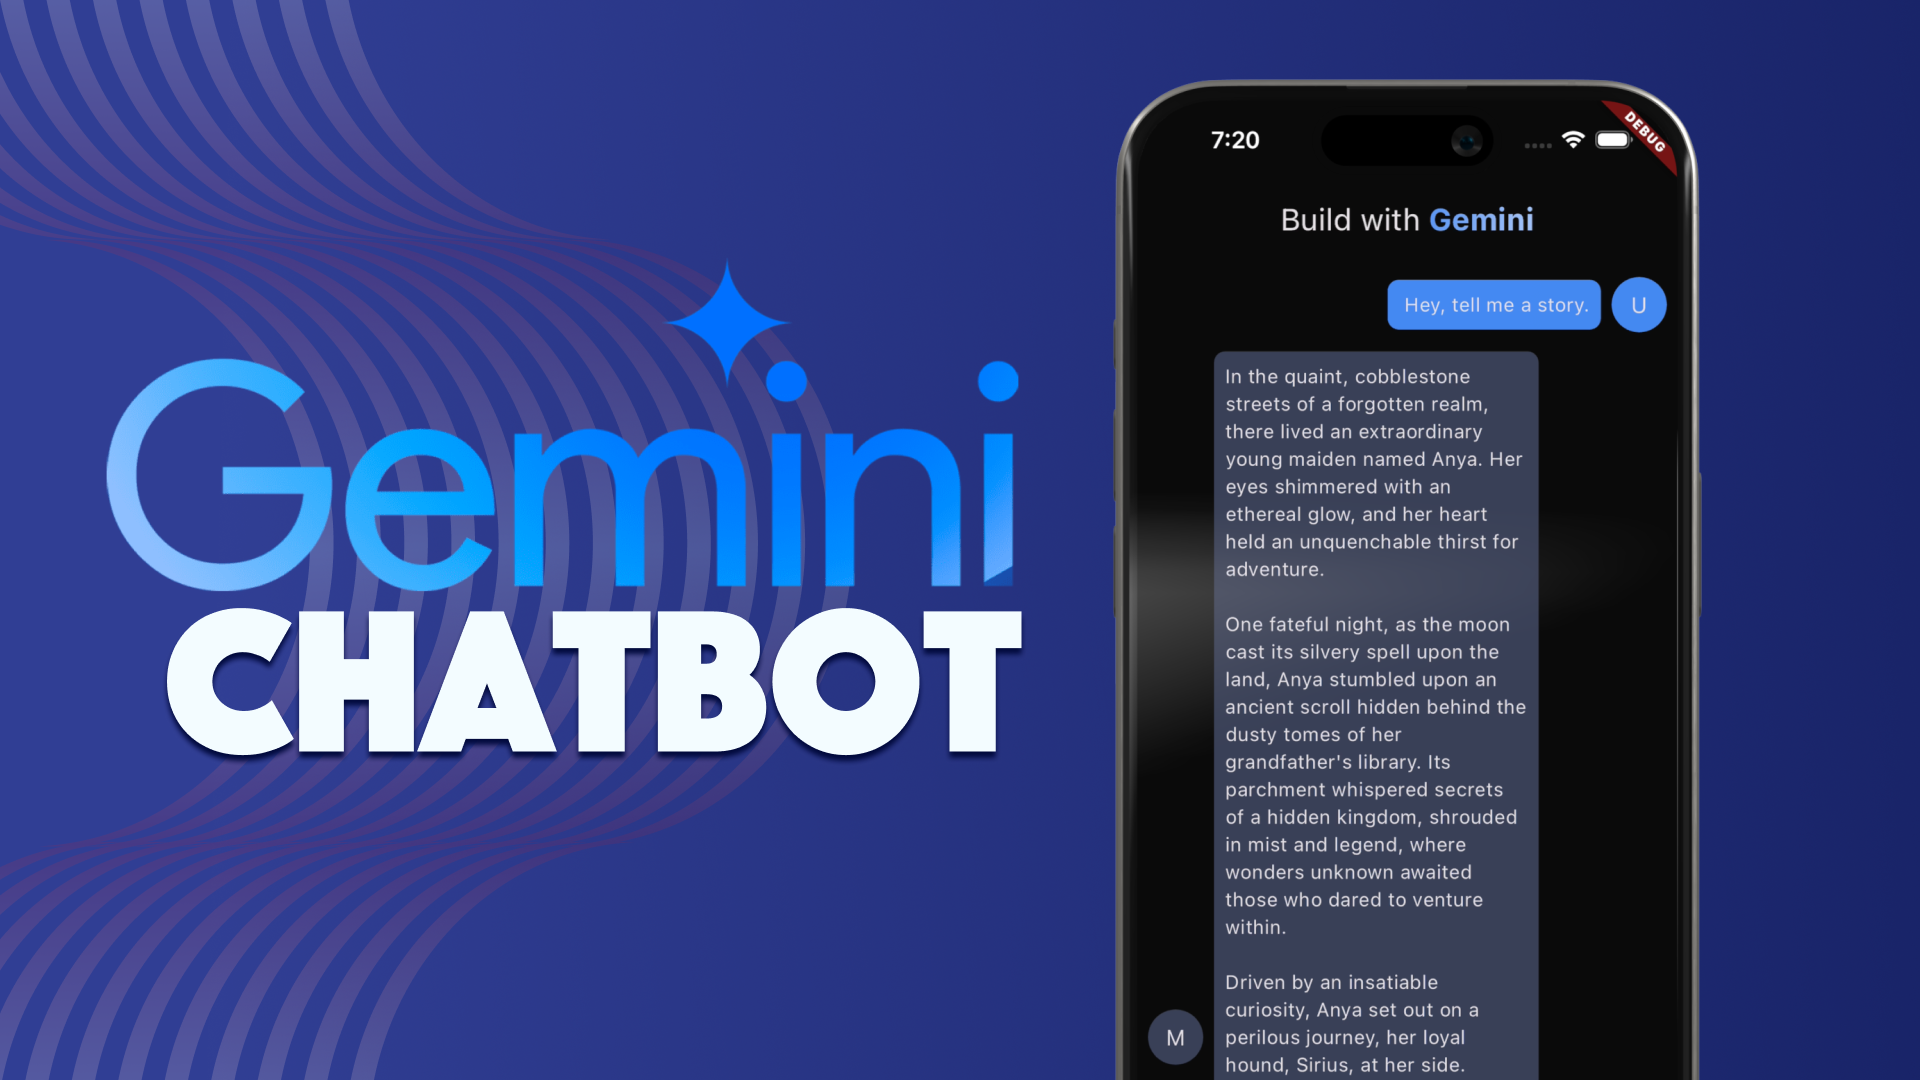 Gemini
CHATBOT
7:20
DEBUG
Build with Gemini
Hey, tell me a story.
U
In the quaint, cobblestone
streets of a forgotten realm,
there lived an extraordinary
young maiden named Anya. Her
eyes shimmered with an
ethereal glow, and her heart
held an unquenchable thirst for
adventure.
One fateful night, as the moon
cast its silvery spell upon the
land, Anya stumbled upon an
ancient scroll hidden behind the
dusty tomes of her
grandfather's library. Its
parchment whispered secrets
of a hidden kingdom, shrouded
in mist and legend, where
wonders unknown awaited
those who dared to venture
within.
Driven by an insatiable
curiosity, Anya set out on a
perilous journey, her loyal
hound, Sirius, at her side.
M